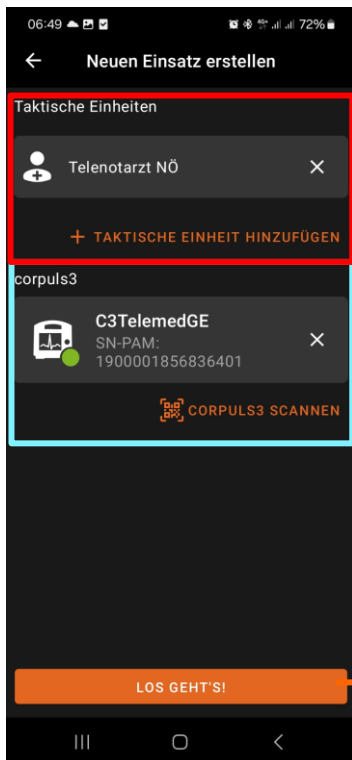 06:49 72%
Neuen Einsatz erstellen
Taktische Einheiten
Telenotarzt NÖ
+ TAKTISCHE EINHEIT HINZUFÜGEN
corpuls3
C3TelemedGE
SN-PAM:
1900001856836401
CORPULS3 SCANNEN
LOS GEHT'S!